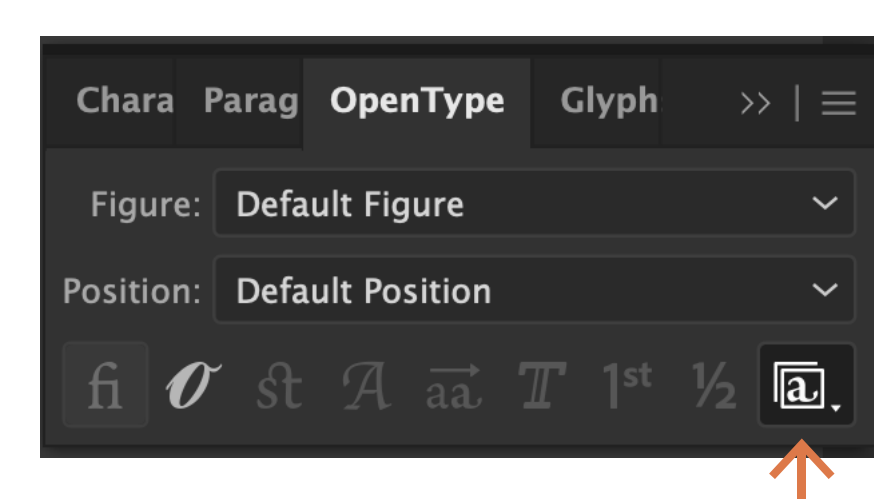 Chara Parag OpenType Glyph
Figure: Default Figure
Position: Default Position
fi O st A aa T 1st ½ a